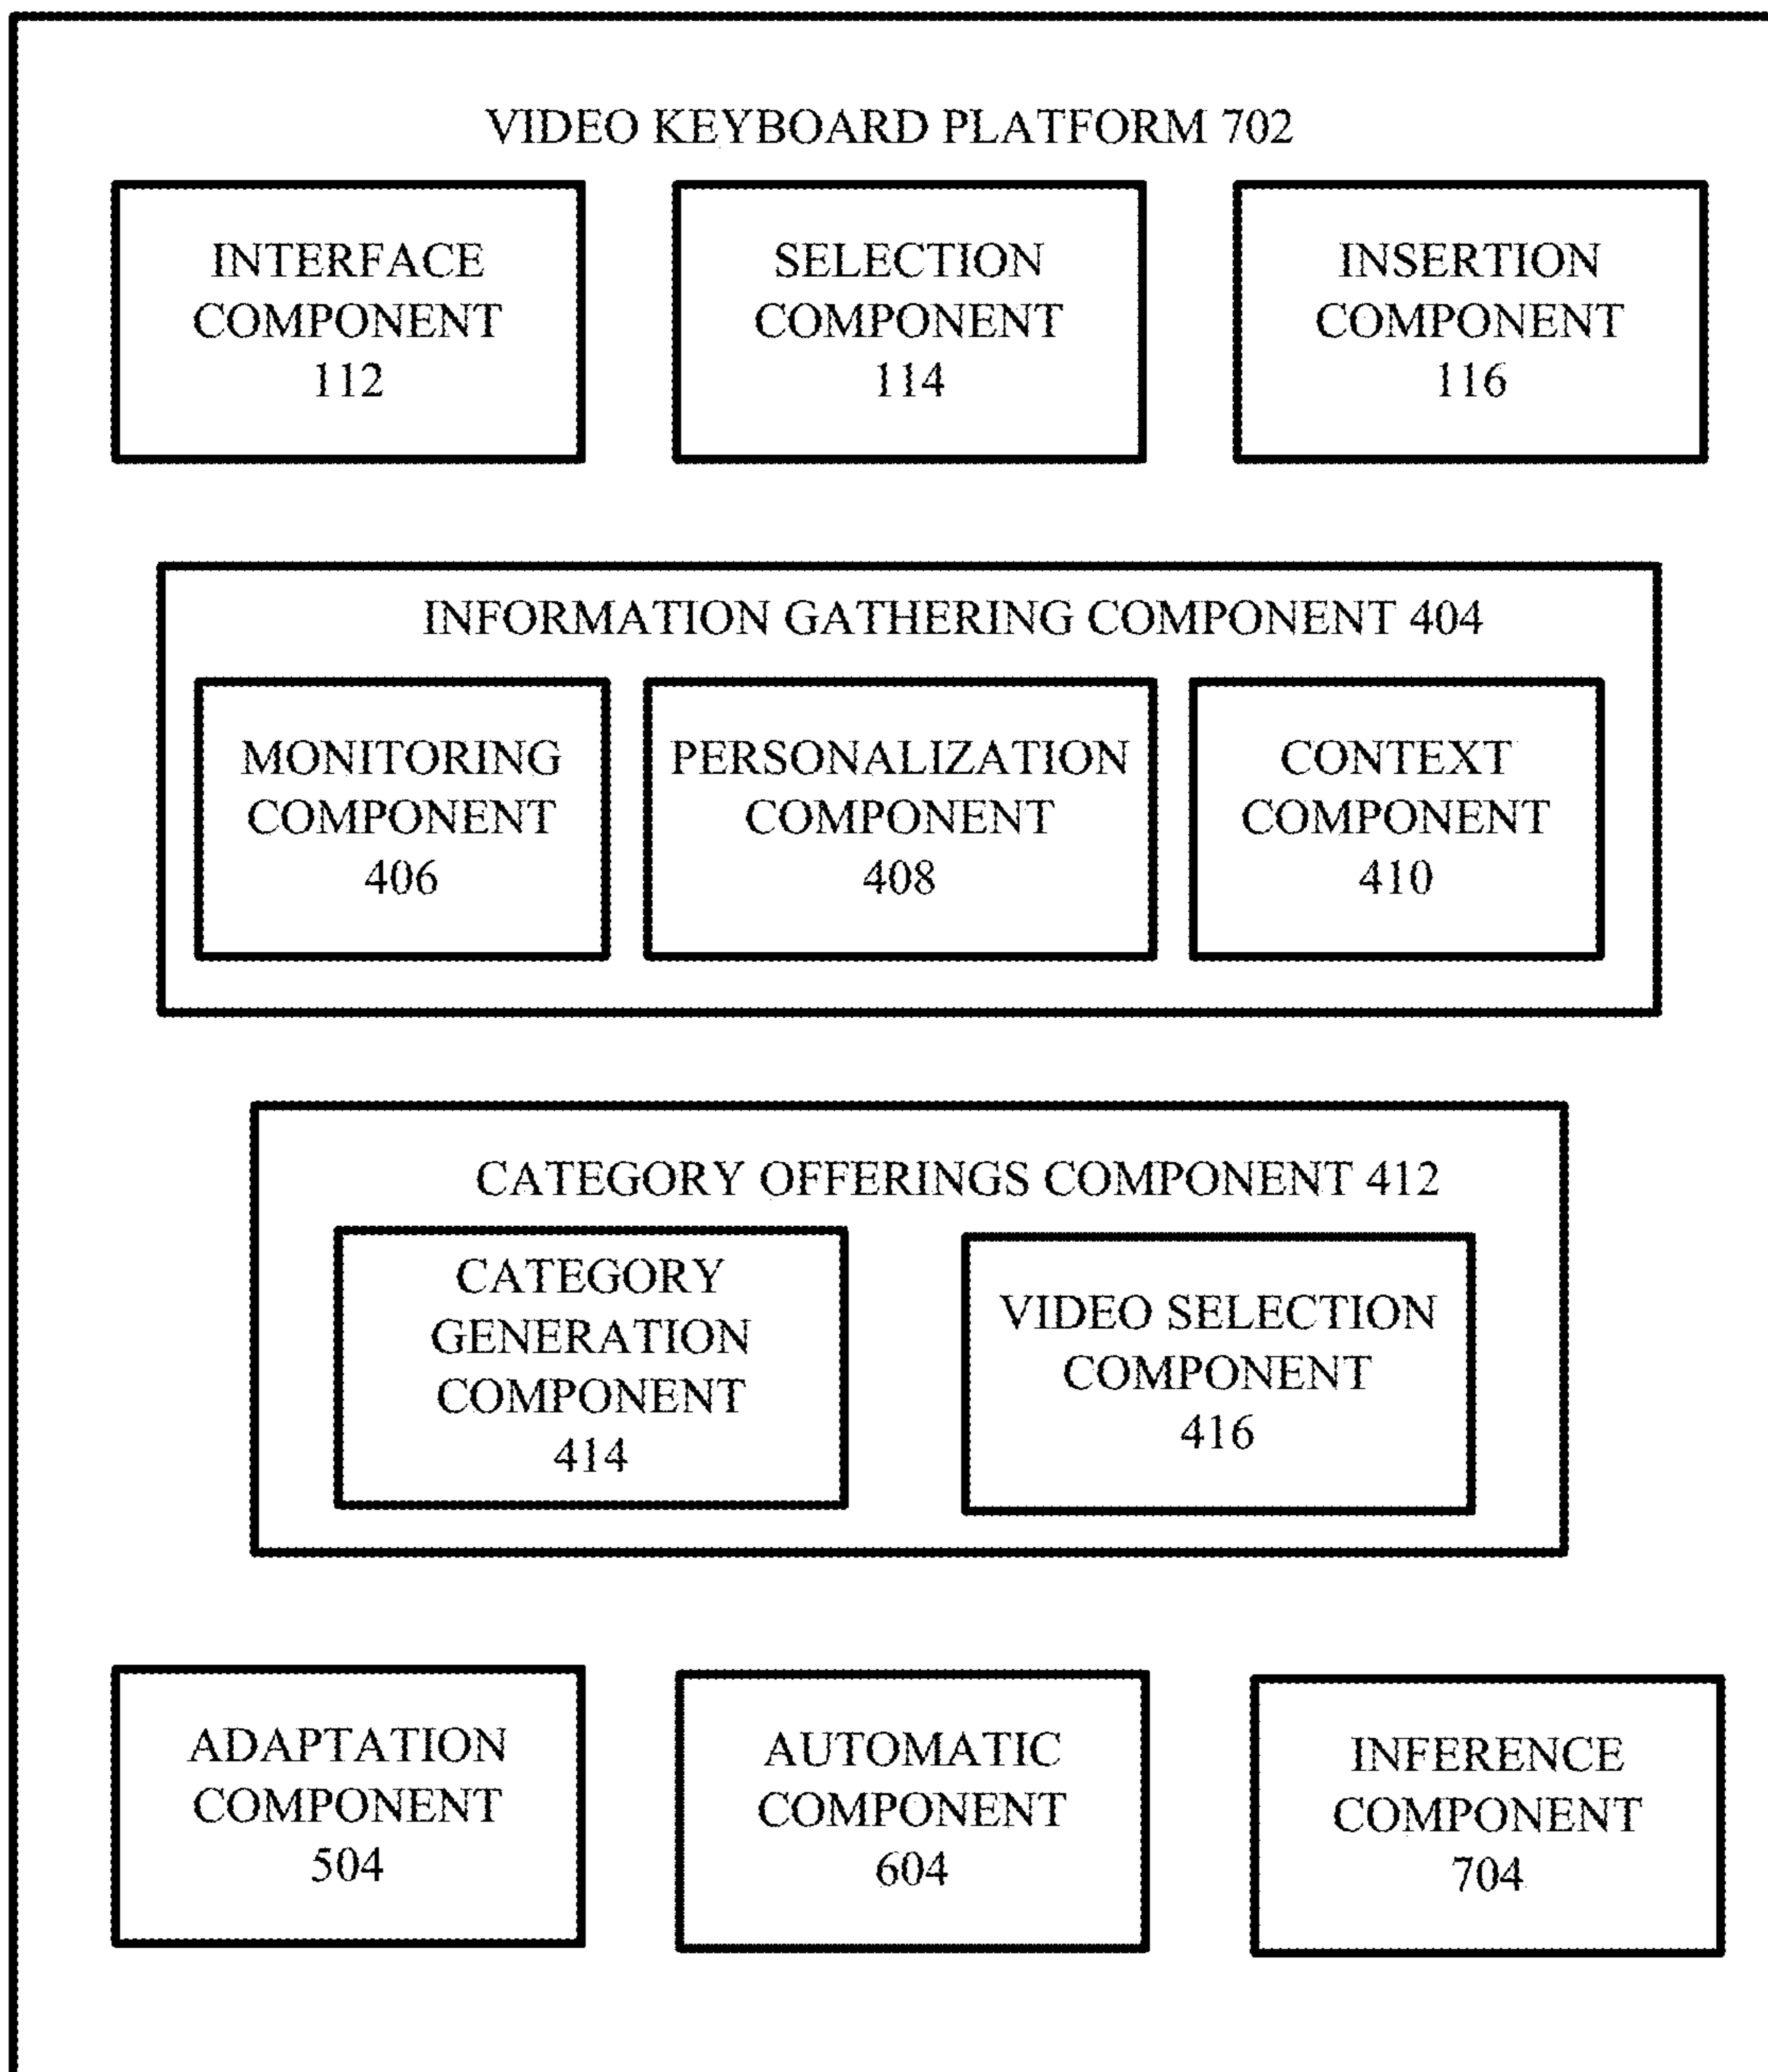 VIDEO KEYBOARD PLATFORM 702
INTERFACE
COMPONENT
112
SELECTION
COMPONENT
114
INSERTION
COMPONENT
116
INFORMATION GATHERING COMPONENT 404
MONITORING
COMPONENT
406
PERSONALIZATION
COMPONENT
408
CONTEXT
COMPONENT
410
CATEGORY OFFERINGS COMPONENT 412
CATEGORY
GENERATION
COMPONENT
414
VIDEO SELECTION
COMPONENT
416
ADAPTATION
COMPONENT
504
AUTOMATIC
COMPONENT
604
INFERENCE
COMPONENT
704